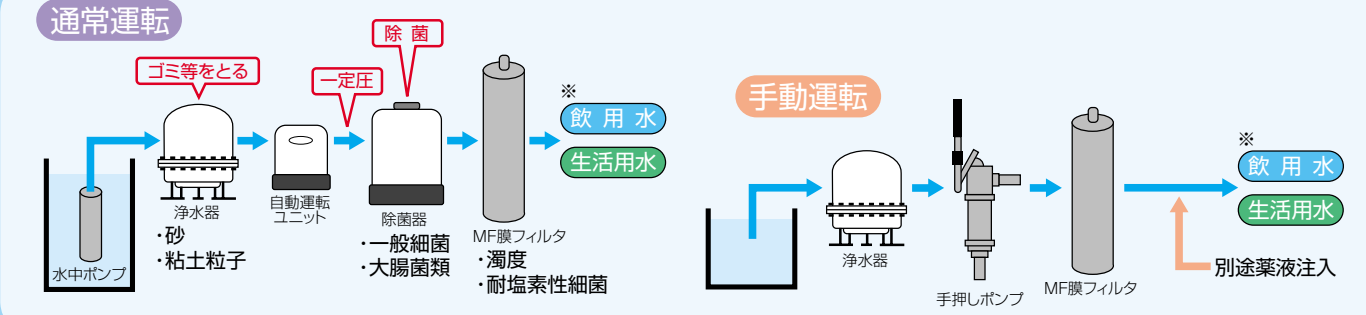 通常運転
ゴミ等をとる
一定圧
除菌
水中ポンプ
浄水器
・砂
・粘土粒子
自動運転
ユニット
除菌器
・一般細菌
・大腸菌類
MF膜フィルタ
・濁度
・耐塩素性細菌
※
飲用水
生活用水
手動運転
浄水器
手押しポンプ
MF膜フィルタ
※
飲用水
生活用水
別途薬液注入